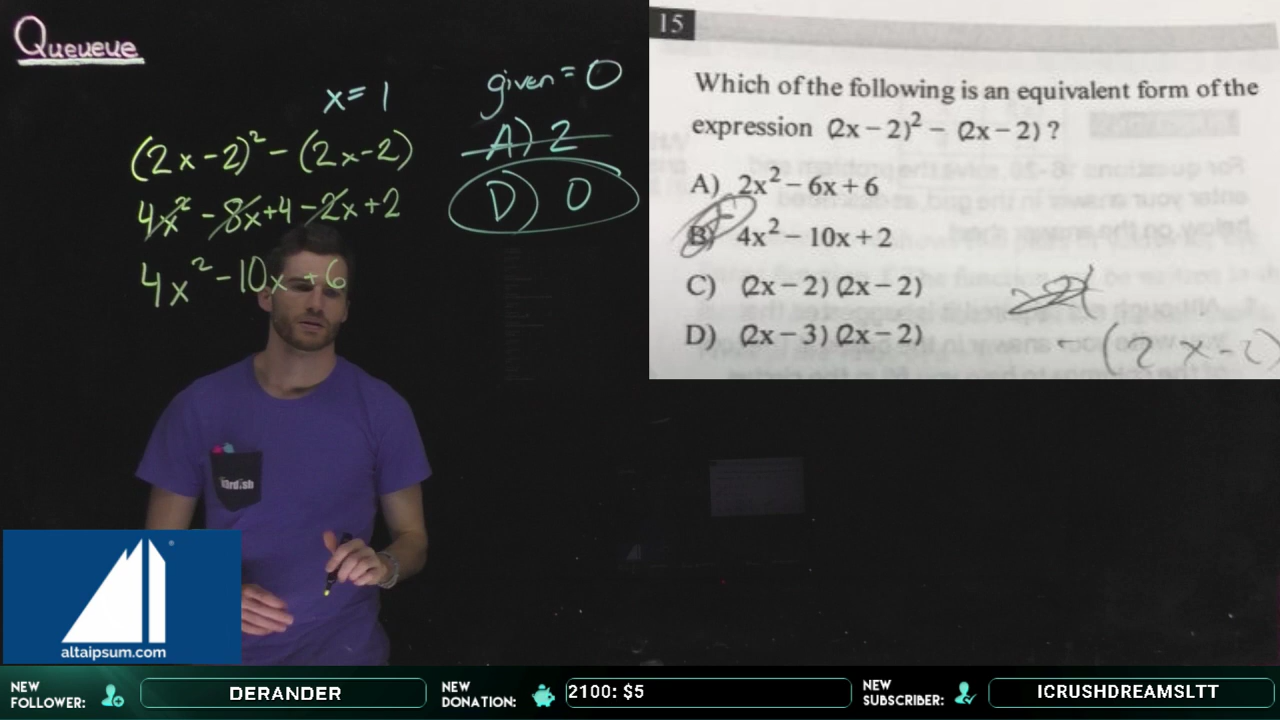 Queueue
x = 1
(2x-2)² - (2x-2)
4x² - 8x + 4 - 2x + 2
4x² - 10x + 6
given = 0
A) 2
D) 0
15
Which of the following is an equivalent form of the
expression (2x – 2)² – (2x – 2) ?
A) 2x² – 6x + 6
B) 4x² – 10x + 2
C) (2x – 2)(2x – 2)
D) (2x – 3)(2x – 2)
(2x-2)
altaipsum.com
NEW FOLLOWER: DERANDER
NEW DONATION: 2100: $5
NEW SUBSCRIBER: ICRUSHDREAMSLTT